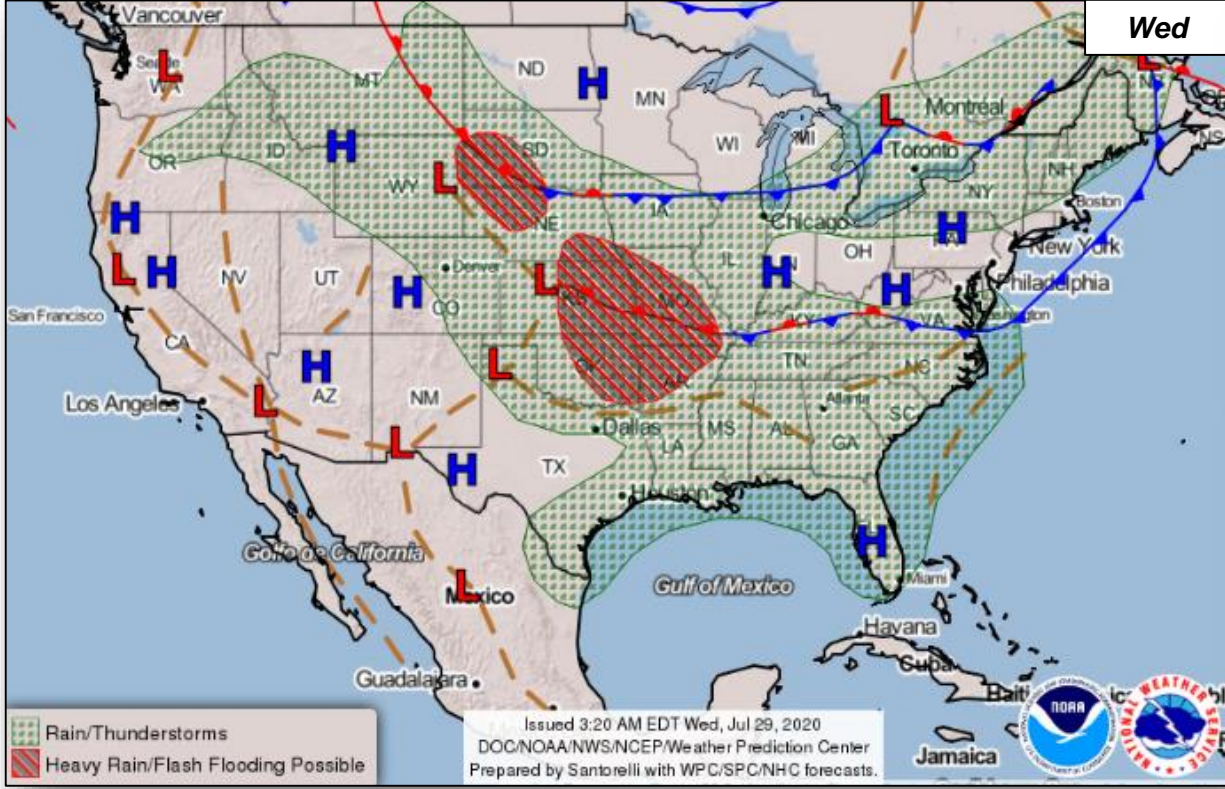 Wed
Vancouver
Seattle
WA
MT
ND
MN
Montreal
OR
ID
SD
WI
MI
Toronto
WY
NY
NH
NS
NE
IA
Chicago
Boston
NV
UT
Denver
CO
IL
OH
PA
New York
Philadelphia
San Francisco
CA
KS
MO
KY
VA
Washington
Los Angeles
AZ
NM
OK
AR
TN
NC
Atlanta
SC
Dallas
MS
AL
GA
LA
TX
Houston
Golfo de California
Gulf of Mexico
Miami
Mexico
Havana
Cuba
Guadalajara
Haiti
Jamaica
H
H
H
H
H
H
H
H
H
H
H
L
L
L
L
L
L
L
L
L
L
NOAA
NATIONAL WEATHER SERVICE
Rain/Thunderstorms
Heavy Rain/Flash Flooding Possible
Issued 3:20 AM EDT Wed, Jul 29, 2020
DOC/NOAA/NWS/NCEP/Weather Prediction Center
Prepared by Santorelli with WPC/SPC/NHC forecasts.